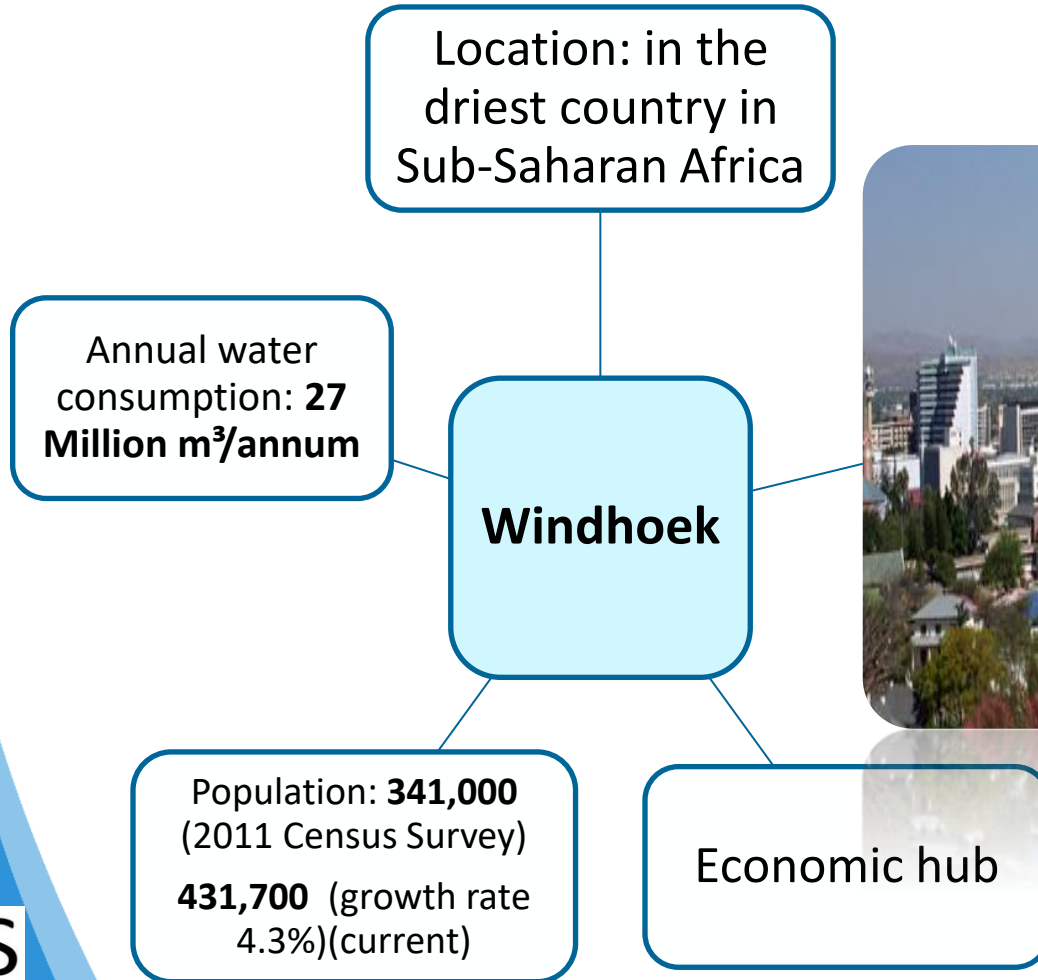 Location: in the
driest country in
Sub-Saharan Africa
Annual water
consumption: 27
Million m³/annum
Windhoek
Population: 341,000
(2011 Census Survey)
431,700 (growth rate
4.3%)(current)
Economic hub
S